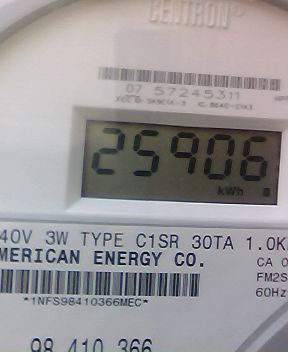 CENTRON®
07 57245311
25906
kWh
40V 3W TYPE C1SR 30TA 1.0K
MERICAN ENERGY CO.
CA 0
FM2S
60Hz
*1NFS98410366MEC*
98 410 366